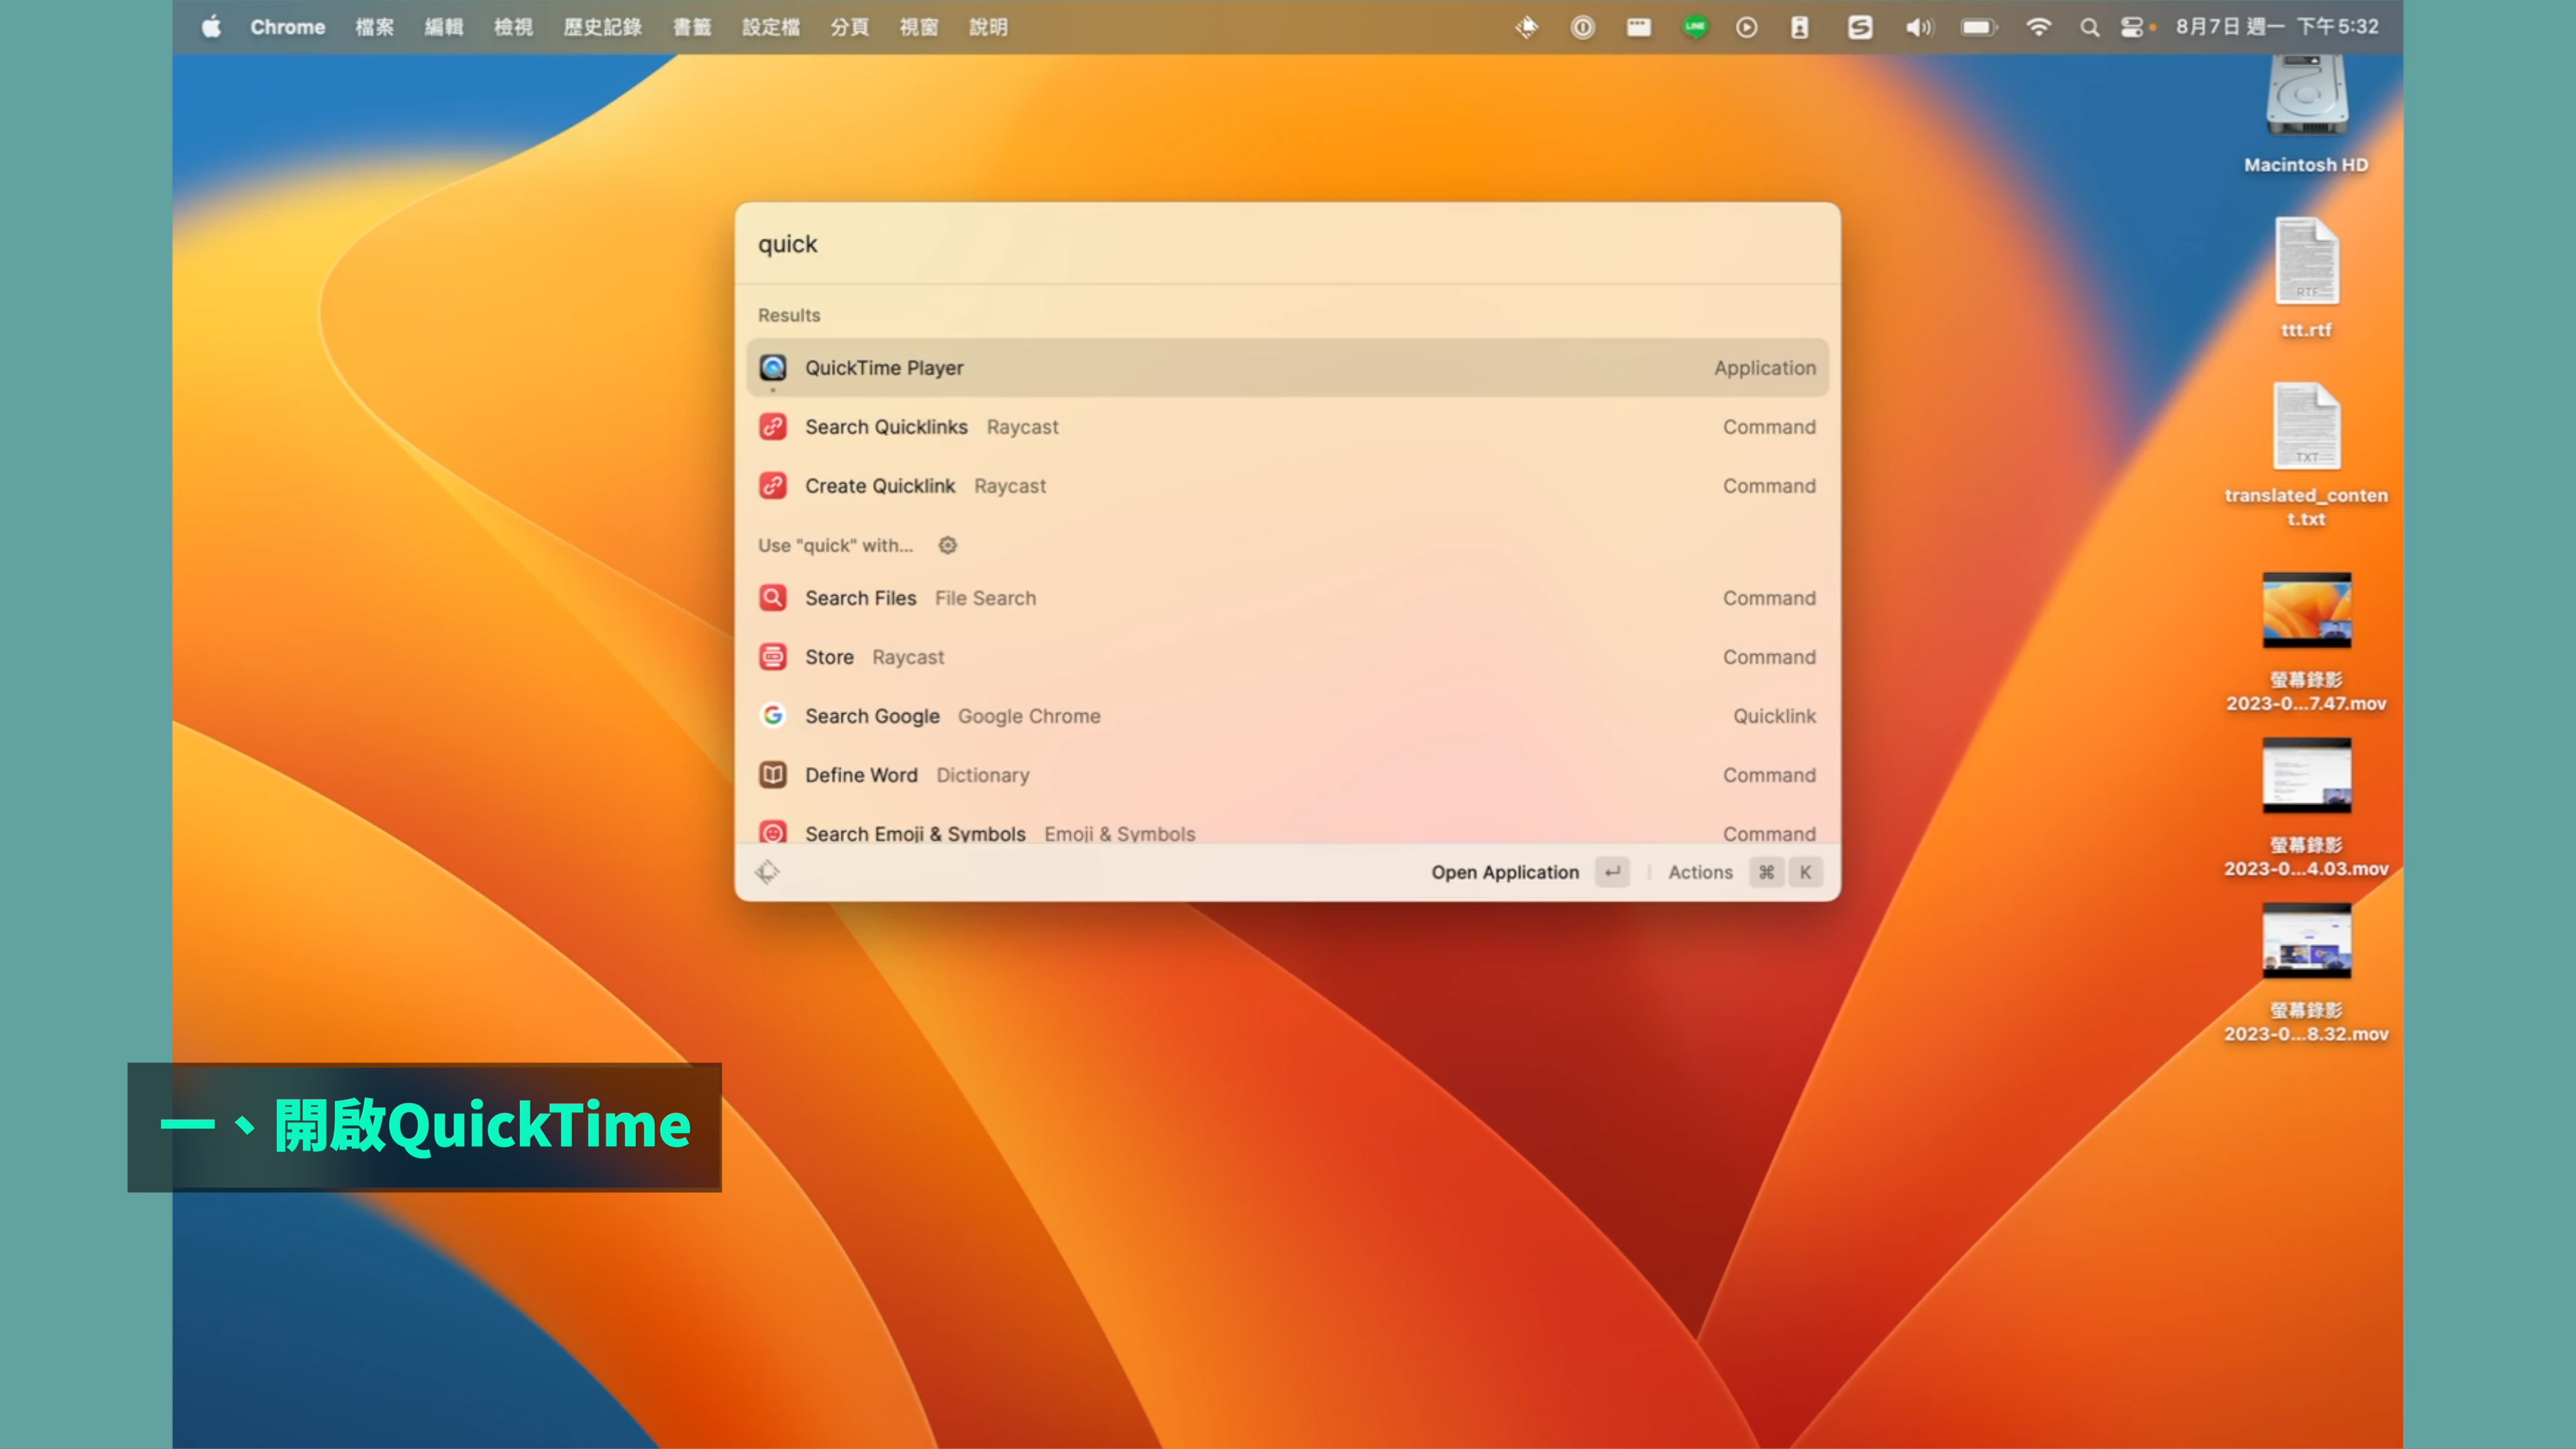 Chrome 檔案 編輯 檢視 歷史記錄 書籤 設定檔 分頁 視窗 說明 LINE 8月7日 週一 下午5:32
quick
Results
QuickTime Player Application
Search Quicklinks Raycast Command
Create Quicklink Raycast Command
Use "quick" with...
Search Files File Search Command
Store Raycast Command
Search Google Google Chrome Quicklink
Define Word Dictionary Command
Search Emoji & Symbols Emoji & Symbols Command
Open Application ↵ Actions ⌘ K
Macintosh HD
RTF
ttt.rtf
TXT
translated_conten
t.txt
螢幕錄影
2023-0...7.47.mov
螢幕錄影
2023-0...4.03.mov
螢幕錄影
2023-0...8.32.mov
一、開啟QuickTime